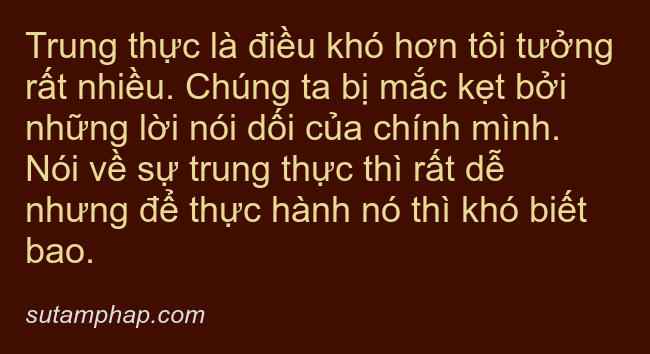 Trung thực là điều khó hơn tôi tưởng
rất nhiều. Chúng ta bị mắc kẹt bởi
những lời nói dối của chính mình.
Nói về sự trung thực thì rất dễ
nhưng để thực hành nó thì khó biết
bao.
sutamphap.com